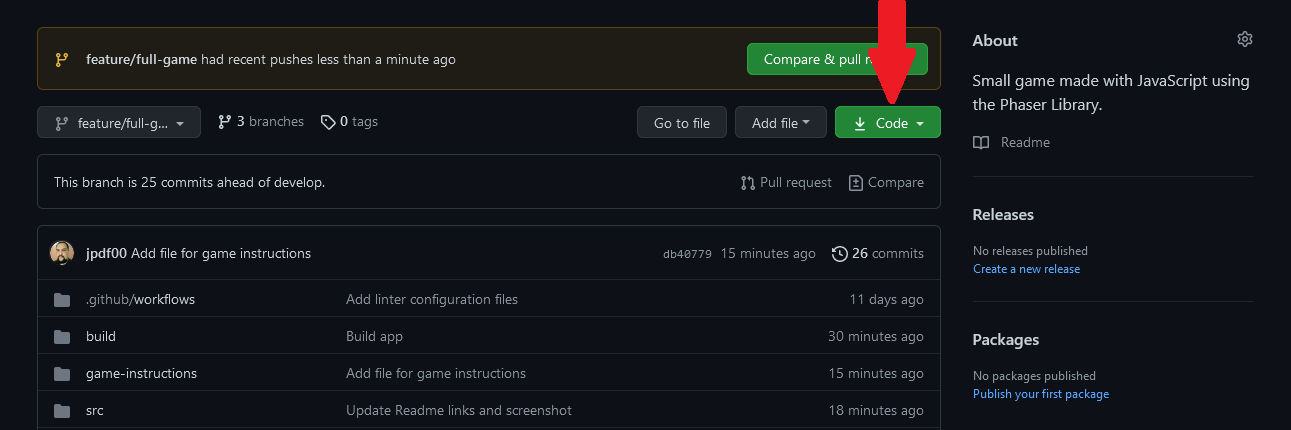 feature/full-game had recent pushes less than a minute ago
Compare & pull
feature/full-g...
3 branches
0 tags
Go to file
Add file
Code
This branch is 25 commits ahead of develop.
Pull request
Compare
jpdf00 Add file for game instructions
db40779 15 minutes ago
26 commits
.github/workflows
Add linter configuration files
11 days ago
build
Build app
30 minutes ago
game-instructions
Add file for game instructions
15 minutes ago
src
Update Readme links and screenshot
18 minutes ago
About
Small game made with JavaScript using
the Phaser Library.
Readme
Releases
No releases published
Create a new release
Packages
No packages published
Publish your first package